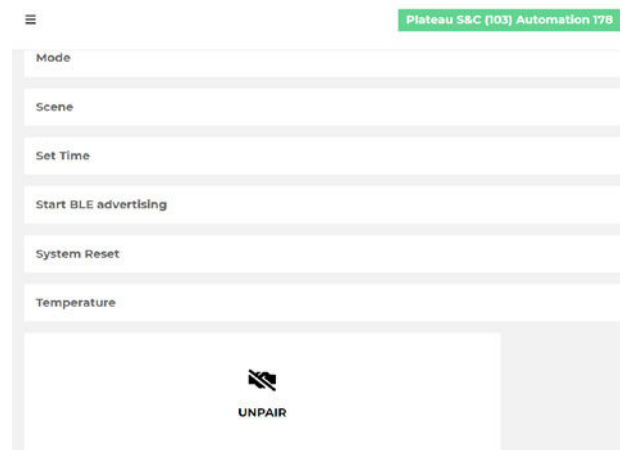 Plateau S&C (103) Automation 178
Mode
Scene
Set Time
Start BLE advertising
System Reset
Temperature
UNPAIR